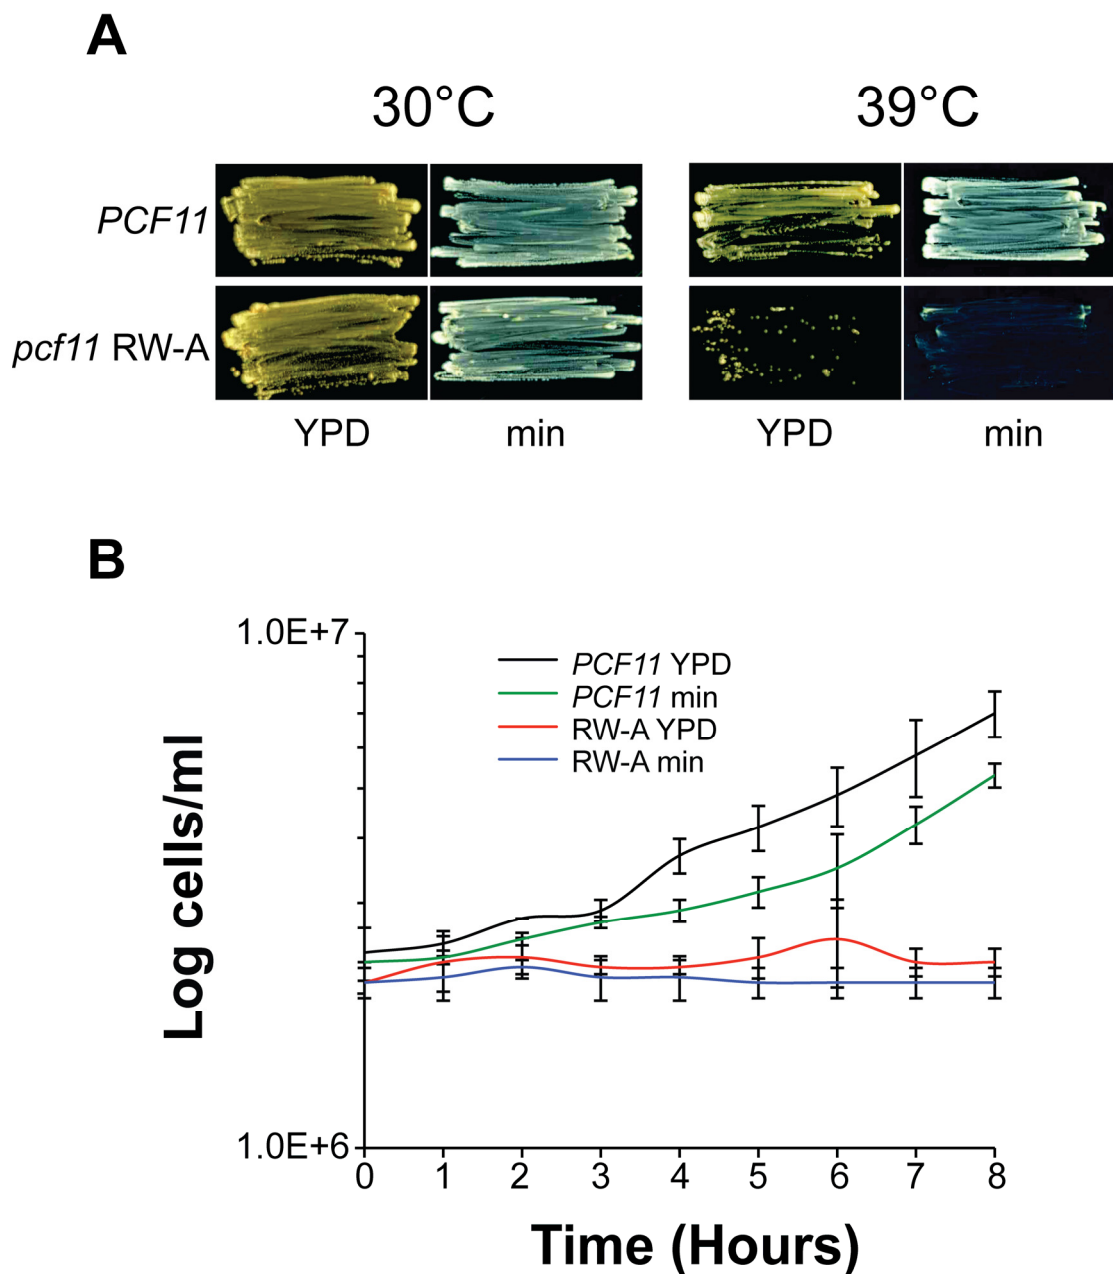 A
30°C 39°C
PCF11
pcf11 RW-A
YPD min YPD min
B
1.0E+7
PCF11 YPD
PCF11 min
RW-A YPD
RW-A min
Log cells/ml
1.0E+6
0 1 2 3 4 5 6 7 8
Time (Hours)